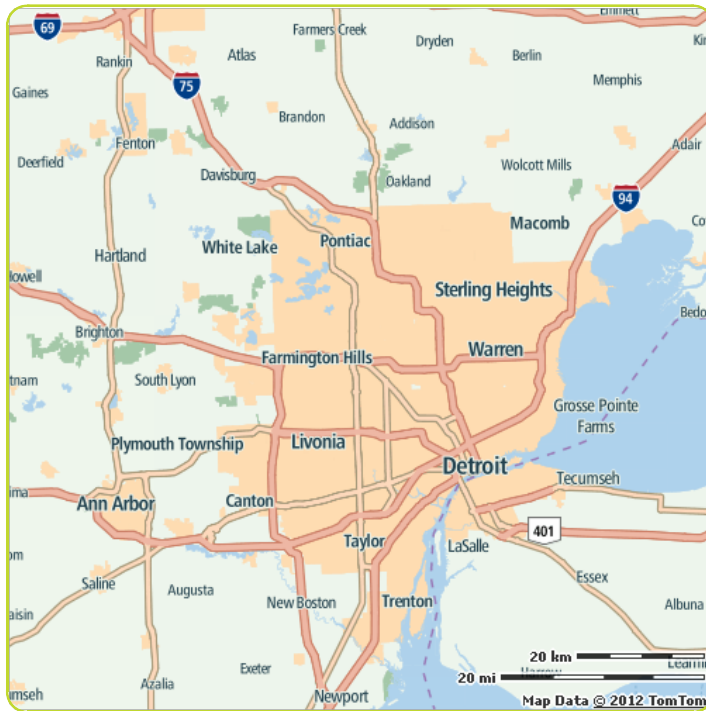 Emmett
69
Farmers Creek
Dryden
Atlas
Berlin
Rankin
75
Memphis
Gaines
Brandon
Addison
Fenton
Adair
Deerfield
Wolcott Mills
Davisburg
Oakland
94
Macomb
Pontiac
White Lake
Hartland
Sterling Heights
Brighton
Warren
Farmington Hills
South Lyon
Grosse Pointe
Farms
Livonia
Plymouth Township
Detroit
Tecumseh
Ann Arbor
Canton
401
Taylor
LaSalle
Saline
Augusta
Essex
New Boston
Trenton
Albuna
20 km
Exeter
20 mi
Azalia
Newport
Map Data © 2012 TomTom